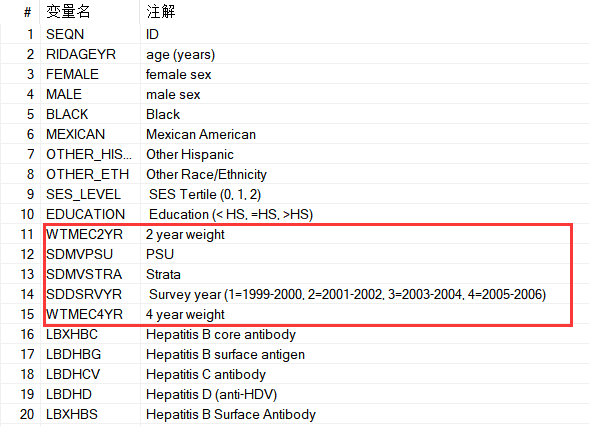 # 变量名 注解
1 SEQN ID
2 RIDAGEYR age (years)
3 FEMALE female sex
4 MALE male sex
5 BLACK Black
6 MEXICAN Mexican American
7 OTHER_HIS... Other Hispanic
8 OTHER_ETH Other Race/Ethnicity
9 SES_LEVEL SES Tertile (0, 1, 2)
10 EDUCATION Education (< HS, =HS, >HS)
11 WTMEC2YR 2 year weight
12 SDMVPSU PSU
13 SDMVSTRA Strata
14 SDDSRVYR Survey year (1=1999-2000, 2=2001-2002, 3=2003-2004, 4=2005-2006)
15 WTMEC4YR 4 year weight
16 LBXHBC Hepatitis B core antibody
17 LBDHBG Hepatitis B surface antigen
18 LBDHCV Hepatitis C antibody
19 LBDHD Hepatitis D (anti-HDV)
20 LBXHBS Hepatitis B Surface Antibody